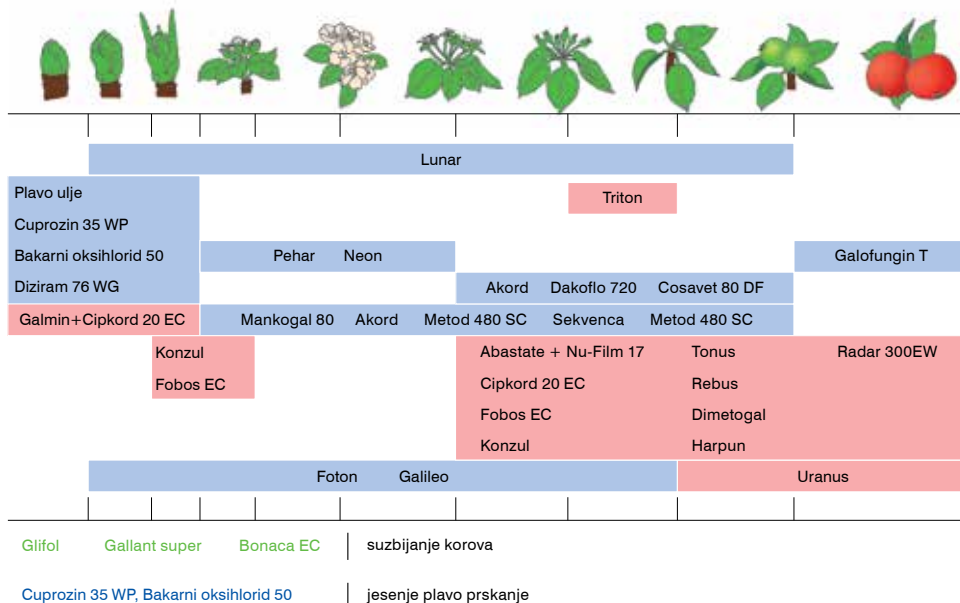 Lunar
Plavo ulje
Triton
Cuprozin 35 WP
Bakarni oksihlorid 50
Pehar Neon
Galofungin T
Diziram 76 WG
Akord Dakoflo 720 Cosavet 80 DF
Galmin+Cipkord 20 EC
Mankogal 80 Akord Metod 480 SC Sekvenca Metod 480 SC
Konzul
Fobos EC
Abastate + Nu-Film 17
Cipkord 20 EC
Fobos EC
Konzul
Tonus
Rebus
Dimetogal
Harpun
Radar 300EW
Foton Galileo
Uranus
Glifol Gallant super Bonaca EC suzbijanje korova
Cuprozin 35 WP, Bakarni oksihlorid 50 jesenje plavo prskanje